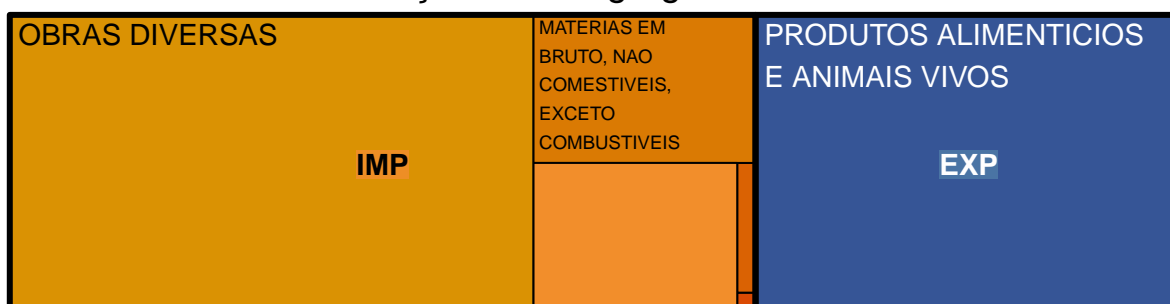 OBRAS DIVERSAS
MATERIAS EM
BRUTO, NAO
COMESTIVEIS,
EXCETO
COMBUSTIVEIS
IMP
PRODUTOS ALIMENTICIOS
E ANIMAIS VIVOS
EXP